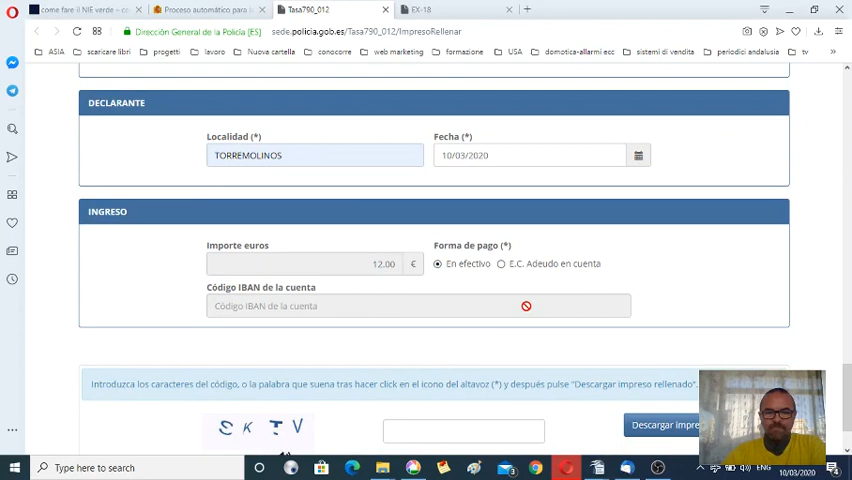 come fare il NIE verde – co
Proceso automático para l
Tasa790_012
EX-18
Dirección General de la Policía [ES]
sede.policia.gob.es/Tasa790_012/ImpresoRellenar
ASIA
scaricare libri
progetti
lavoro
Nuova cartella
concorsi
web marketing
formazione
USA
domotica-allarmi ecc
sistemi di vendita
periodici andalusia
tv
DECLARANTE
Localidad (*)
Fecha (*)
TORREMOLINOS
10/03/2020
INGRESO
Importe euros
Forma de pago (*)
12.00 €
En efectivo
E.C. Adeudo en cuenta
Código IBAN de la cuenta
Código IBAN de la cuenta
Introduzca los caracteres del código, o la palabra que suena tras hacer click en el icono del altavoz (*) y después pulse "Descargar impreso rellenado".
Descargar impre
Type here to search
ENG
10/03/2020